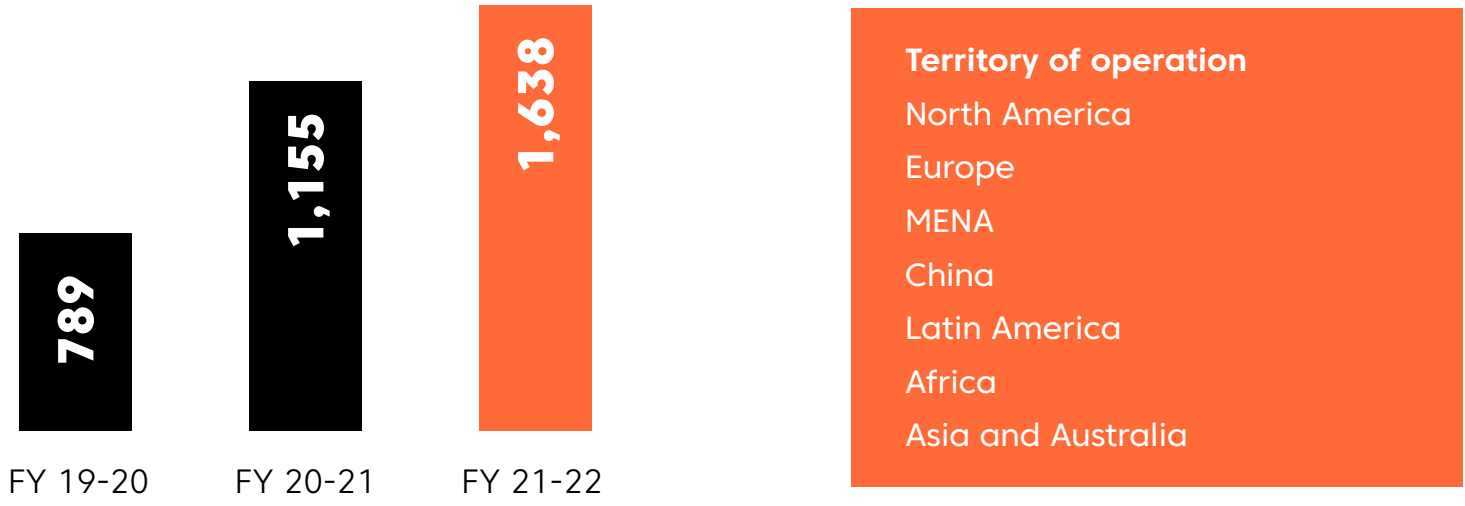 789
1,155
1,638
FY 19-20
FY 20-21
FY 21-22
Territory of operation
North America
Europe
MENA
China
Latin America
Africa
Asia and Australia